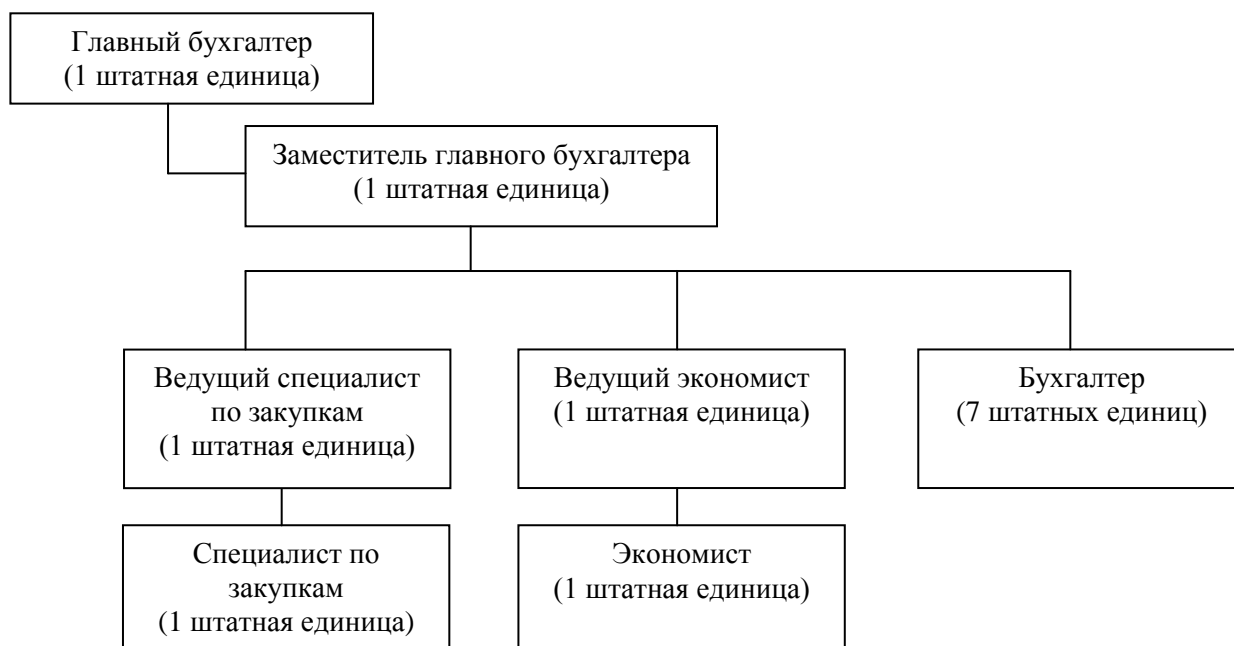 Главный бухгалтер
(1 штатная единица)
Заместитель главного бухгалтера
(1 штатная единица)
Ведущий специалист
по закупкам
(1 штатная единица)
Ведущий экономист
(1 штатная единица)
Бухгалтер
(7 штатных единиц)
Специалист по
закупкам
(1 штатная единица)
Экономист
(1 штатная единица)